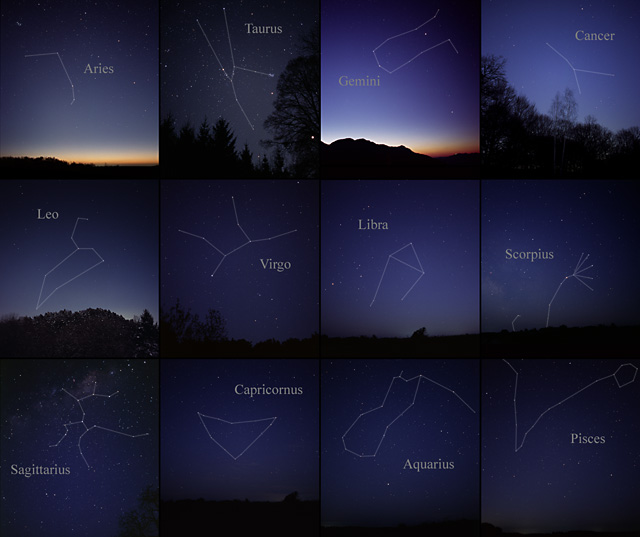 Aries
Taurus
Gemini
Cancer
Leo
Virgo
Libra
Scorpius
Sagittarius
Capricornus
Aquarius
Pisces